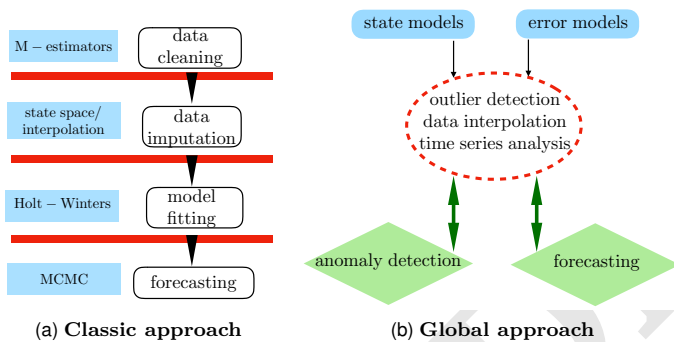 M – estimators
data
cleaning
state space/
interpolation
data
imputation
Holt – Winters
model
fitting
MCMC
forecasting
(a) Classic approach
state models
error models
outlier detection
data interpolation
time series analysis
anomaly detection
forecasting
(b) Global approach